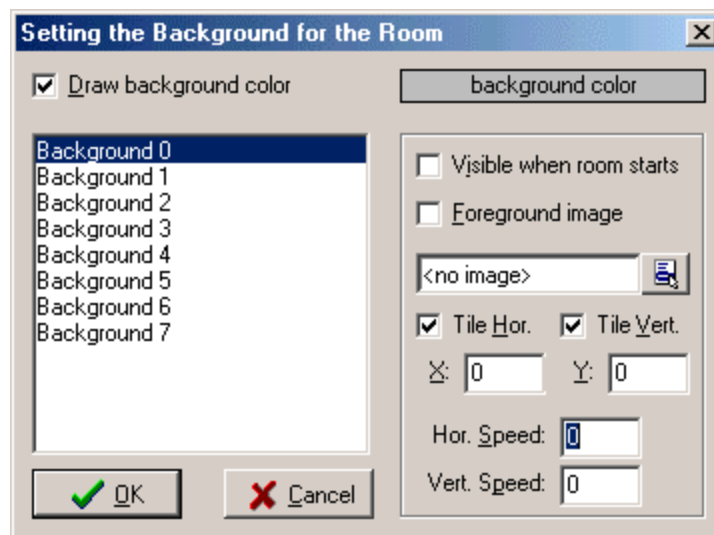 Setting the Background for the Room
Draw background color
background color
Background 0
Background 1
Background 2
Background 3
Background 4
Background 5
Background 6
Background 7
Visible when room starts
Foreground image
<no image>
Tile Hor. Tile Vert.
X: 0 Y: 0
Hor. Speed: 0
Vert. Speed: 0
OK Cancel